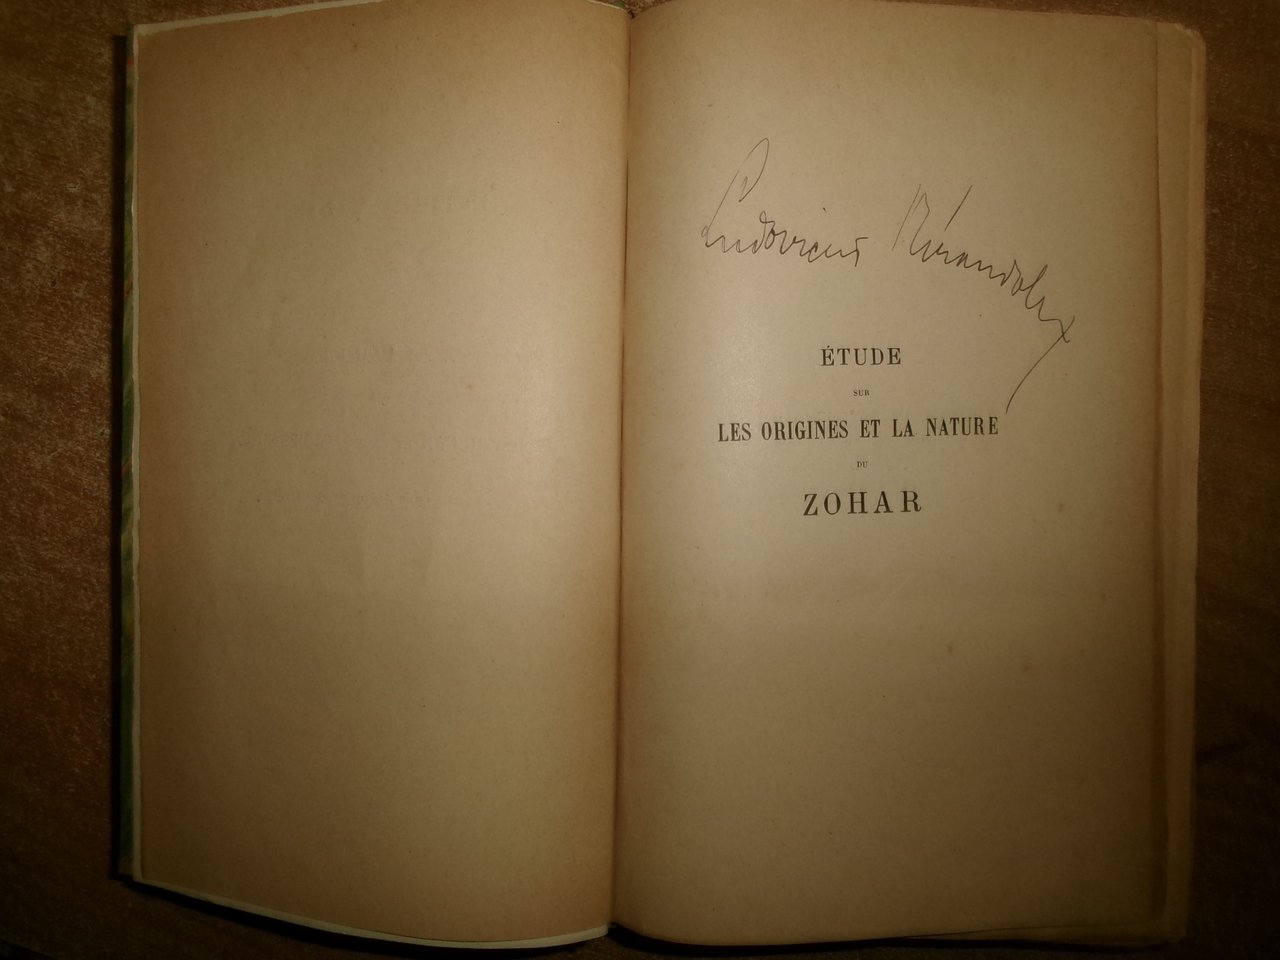 Ludovicus
ÉTUDE
SUR
LES ORIGINES ET LA NATURE
DU
ZOHAR